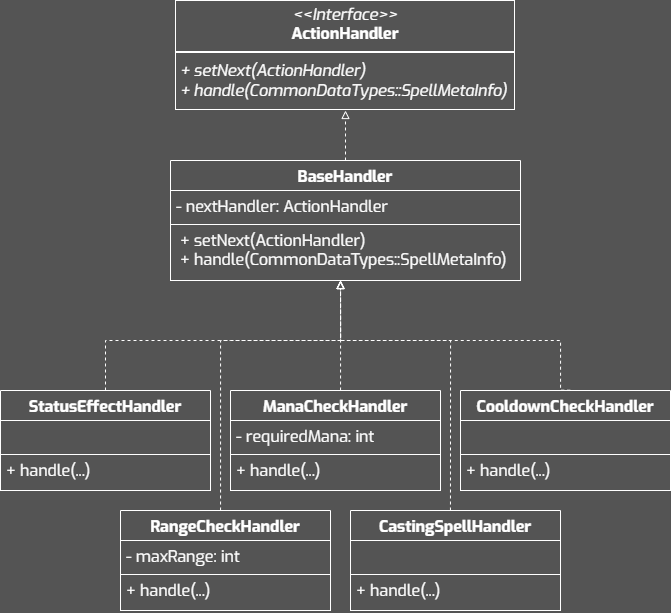 <<Interface>>
ActionHandler
+ setNext(ActionHandler)
+ handle(CommonDataTypes::SpellMetaInfo)
BaseHandler
- nextHandler: ActionHandler
+ setNext(ActionHandler)
+ handle(CommonDataTypes::SpellMetaInfo)
StatusEffectHandler
+ handle(...)
ManaCheckHandler
- requiredMana: int
+ handle(...)
CooldownCheckHandler
+ handle(...)
RangeCheckHandler
- maxRange: int
+ handle(...)
CastingSpellHandler
+ handle(...)